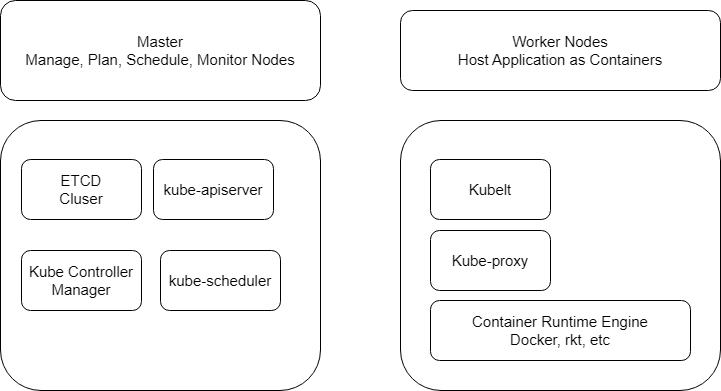 Master
Manage, Plan, Schedule, Monitor Nodes
Worker Nodes
Host Application as Containers
ETCD
Cluser
kube-apiserver
Kube Controller
Manager
kube-scheduler
Kubelt
Kube-proxy
Container Runtime Engine
Docker, rkt, etc